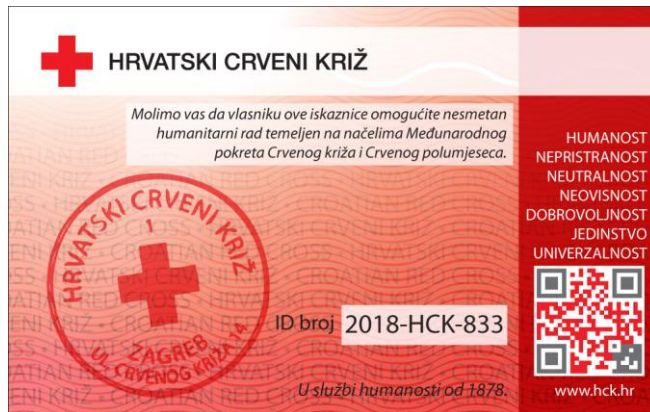 HRVATSKI CRVENI KRIŽ
Molimo vas da vlasniku ove iskaznice omogućite nesmetan
humanitarni rad temeljen na načelima Međunarodnog
pokreta Crvenog križa i Crvenog polumjeseca.
HUMANOST
NEPRISTRANOST
NEUTRALNOST
NEOVISNOST
DOBROVOLJNOST
JEDINSTVO
UNIVERZALNOST
HRVATSKI CRVENI KRIŽ
1
ZAGREB
UL. CRVENOG KRIŽA 14
ID broj 2018-HCK-833
U službi humanosti od 1878.
www.hck.hr